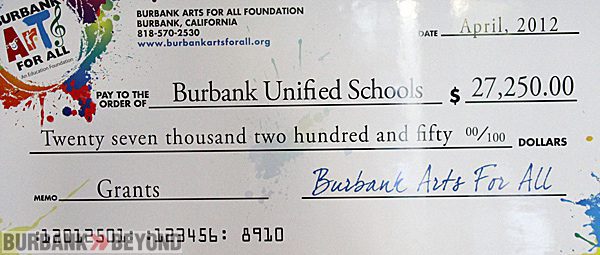 BURBANK
ARTS
FOR ALL
An Education Foundation
BURBANK ARTS FOR ALL FOUNDATION
BURBANK, CALIFORNIA
818-570-2530
www.burbankartsforall.org
DATE April, 2012
PAY TO THE
ORDER OF Burbank Unified Schools $ 27,250.00
Twenty seven thousand two hundred and fifty 00/100 DOLLARS
MEMO Grants Burbank Arts For All
:12012501 :123456: 8910
BURBANK BEYOND